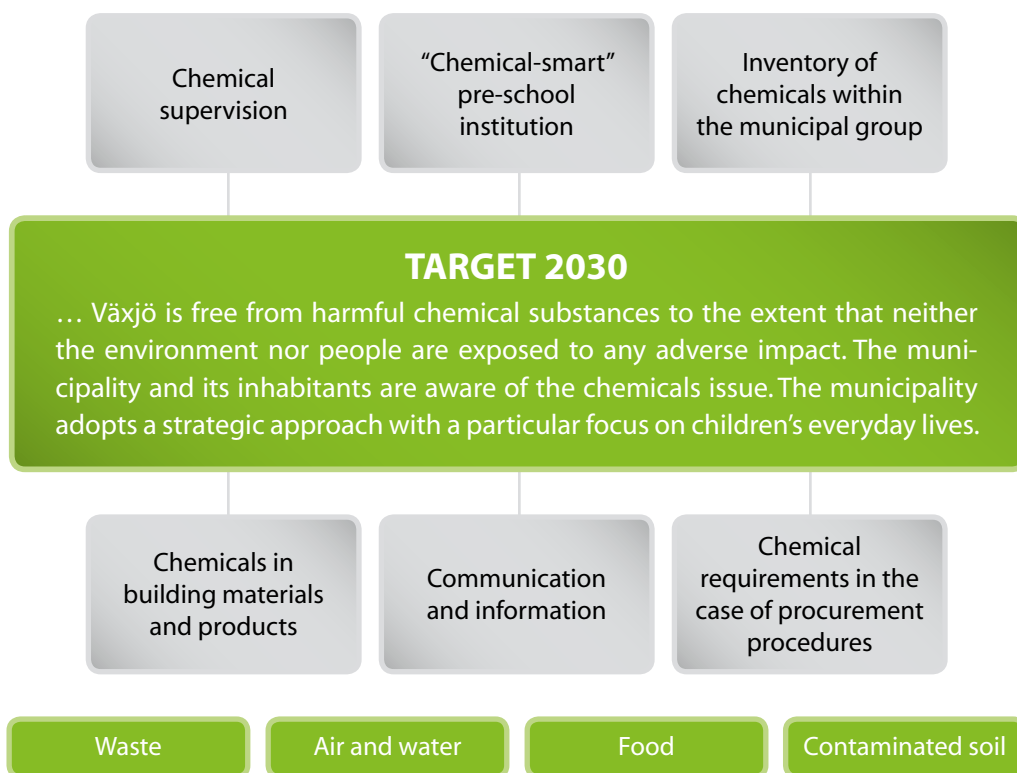 Chemical
supervision
“Chemical-smart”
pre-school
institution
Inventory of
chemicals within
the municipal group
TARGET 2030
… Växjö is free from harmful chemical substances to the extent that neither
the environment nor people are exposed to any adverse impact. The muni-
cipality and its inhabitants are aware of the chemicals issue. The municipality
adopts a strategic approach with a particular focus on children’s everyday lives.
Chemicals in
building materials
and products
Communication
and information
Chemical
requirements in the
case of procurement
procedures
Waste
Air and water
Food
Contaminated soil